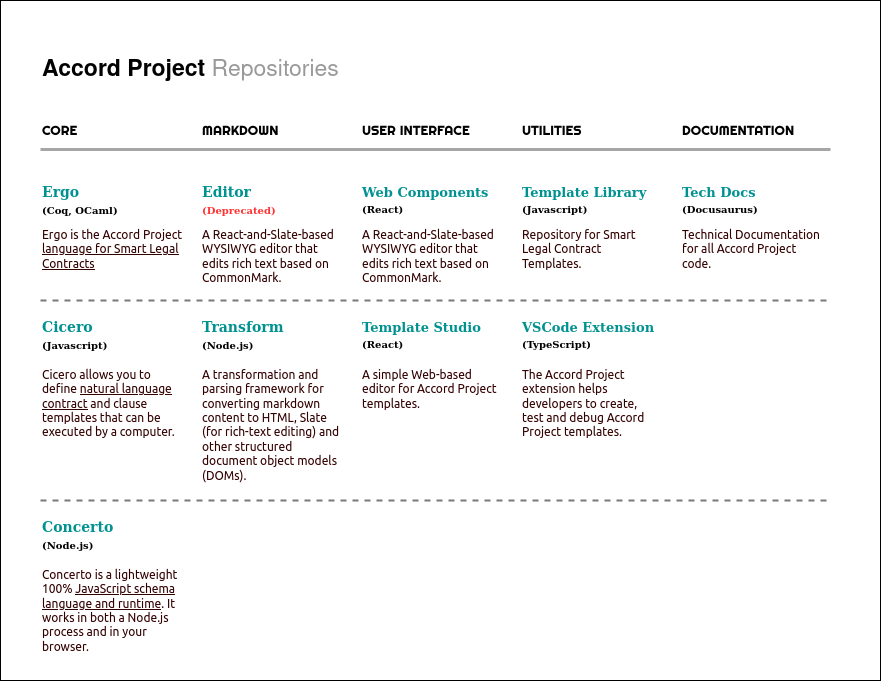 Accord Project Repositories
CORE
MARKDOWN
USER INTERFACE
UTILITIES
DOCUMENTATION
Ergo
(Coq, OCaml)
Ergo is the Accord Project
language for Smart Legal
Contracts
Editor
(Deprecated)
A React-and-Slate-based
WYSIWYG editor that
edits rich text based on
CommonMark.
Web Components
(React)
A React-and-Slate-based
WYSIWYG editor that
edits rich text based on
CommonMark.
Template Library
(Javascript)
Repository for Smart
Legal Contract
Templates.
Tech Docs
(Docusaurus)
Technical Documentation
for all Accord Project
code.
Cicero
(Javascript)
Cicero allows you to
define natural language
contract and clause
templates that can be
executed by a computer.
Transform
(Node.js)
A transformation and
parsing framework for
converting markdown
content to HTML, Slate
(for rich-text editing) and
other structured
document object models
(DOMs).
Template Studio
(React)
A simple Web-based
editor for Accord Project
templates.
VSCode Extension
(TypeScript)
The Accord Project
extension helps
developers to create,
test and debug Accord
Project templates.
Concerto
(Node.js)
Concerto is a lightweight
100% JavaScript schema
language and runtime. It
works in both a Node.js
process and in your
browser.